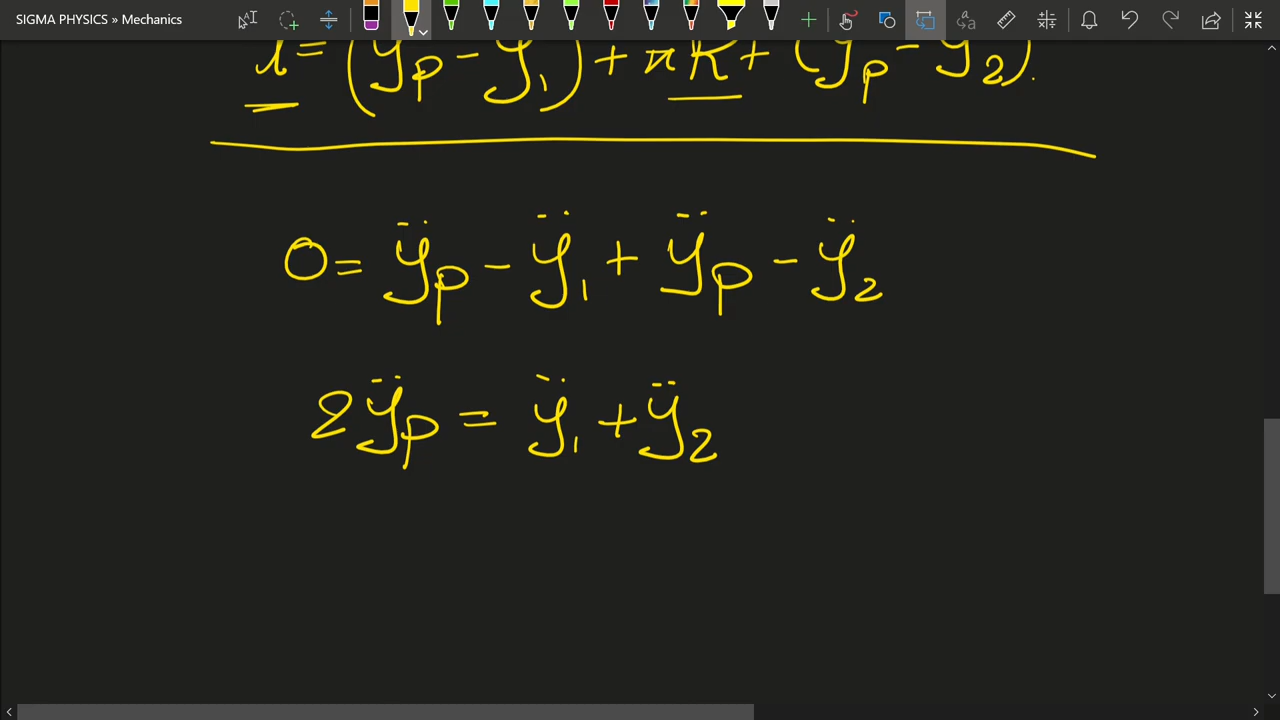 SIGMA PHYSICS » Mechanics
l = (yp - y1) + πR + (yp - y2).
0 = ÿp - ÿ1 + ÿp - ÿ2
2ÿp = ÿ1 + ÿ2